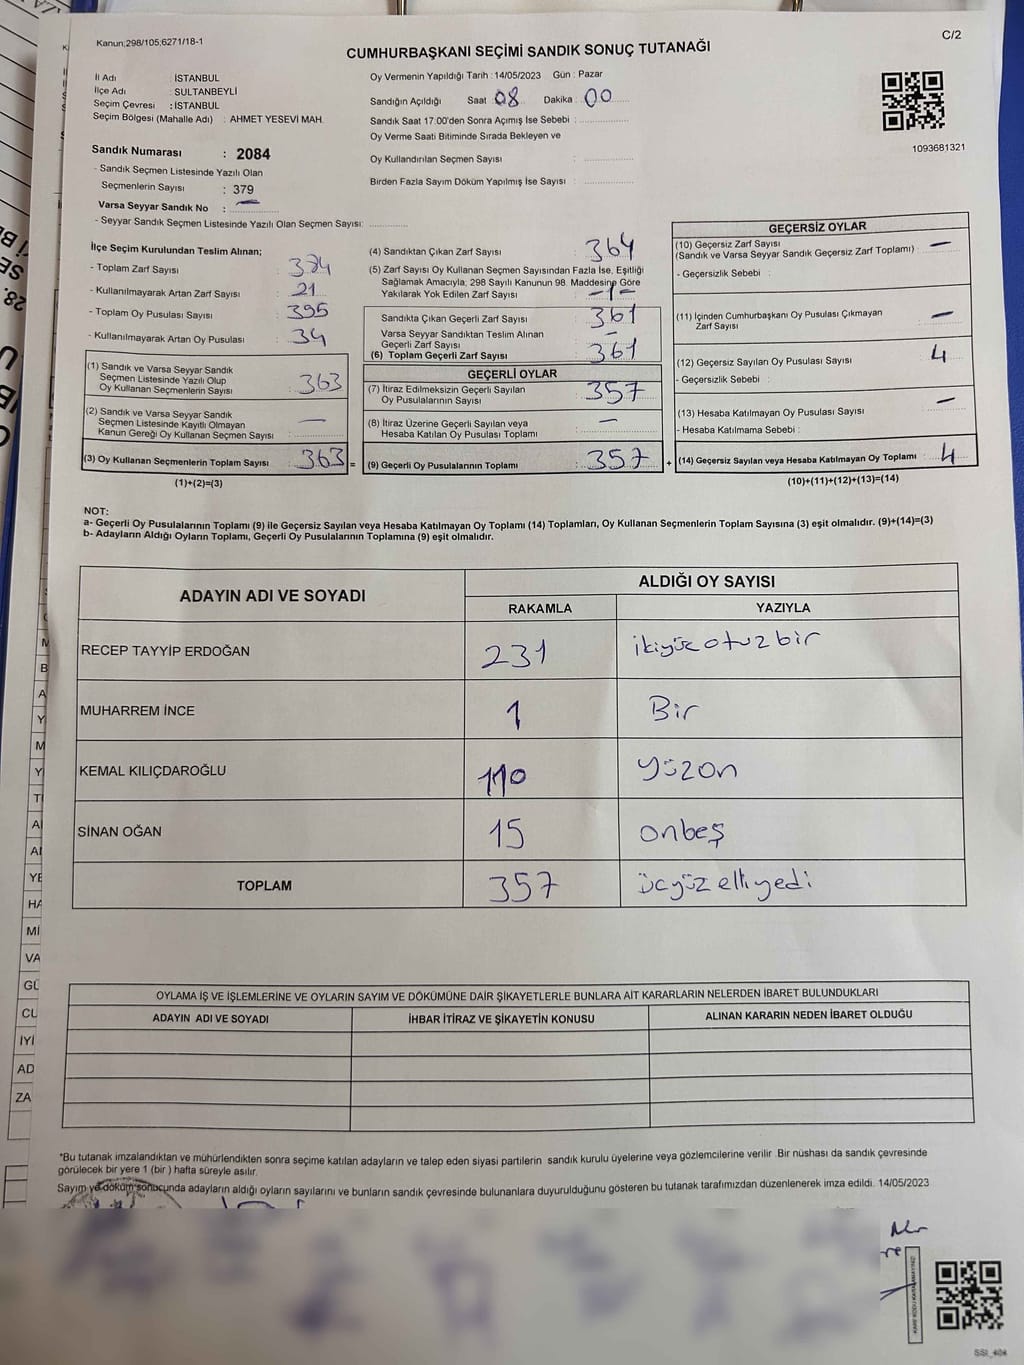 Kanun;298/105;6271/18-1
C/2
CUMHURBAŞKANI SEÇİMİ SANDIK SONUÇ TUTANAĞI
İl Adı : İSTANBUL
İlçe Adı : SULTANBEYLİ
Seçim Çevresi : İSTANBUL
Seçim Bölgesi (Mahalle Adı) : AHMET YESEVİ MAH.
Sandık Numarası : 2084
- Sandık Seçmen Listesinde Yazılı Olan
Seçmenlerin Sayısı : 379
Varsa Seyyar Sandık No : —
- Seyyar Sandık Seçmen Listesinde Yazılı Olan Seçmen Sayısı:
Oy Vermenin Yapıldığı Tarih : 14/05/2023 Gün : Pazar
Sandığın Açıldığı Saat : 08 Dakika : 00
Sandık Saat 17:00'den Sonra Açımış İse Sebebi :
Oy Verme Saati Bitiminde Sırada Bekleyen ve
Oy Kullandırılan Seçmen Sayısı :
Birden Fazla Sayım Döküm Yapılmış İse Sayısı :
1093681321
İlçe Seçim Kurulundan Teslim Alınan;
- Toplam Zarf Sayısı : 374
- Kullanılmayarak Artan Zarf Sayısı : 21
- Toplam Oy Pusulası Sayısı : 395
- Kullanılmayarak Artan Oy Pusulası : 34
(1) Sandık ve Varsa Seyyar Sandık
Seçmen Listesinde Yazılı Olup
Oy Kullanan Seçmenlerin Sayısı : 363
(2) Sandık ve Varsa Seyyar Sandık
Seçmen Listesinde Kayıtlı Olmayan
Kanun Gereği Oy Kullanan Seçmen Sayısı : —
(3) Oy Kullanan Seçmenlerin Toplam Sayısı : 363 =
(1)+(2)=(3)
(4) Sandıktan Çıkan Zarf Sayısı : 364
(5) Zarf Sayısı Oy Kullanan Seçmen Sayısından Fazla İse, Eşitliği
Sağlamak Amacıyla, 298 Sayılı Kanunun 98. Maddesine Göre
Yakılarak Yok Edilen Zarf Sayısı : -1-
Sandıkta Çıkan Geçerli Zarf Sayısı : 361
Varsa Seyyar Sandıktan Teslim Alınan
Geçerli Zarf Sayısı : —
(6) Toplam Geçerli Zarf Sayısı : 361
GEÇERLİ OYLAR
(7) İtiraz Edilmeksizin Geçerli Sayılan
Oy Pusulalarının Sayısı : 357
(8) İtiraz Üzerine Geçerli Sayılan veya
Hesaba Katılan Oy Pusulası Toplamı : —
(9) Geçerli Oy Pusulalarının Toplamı : 357 +
GEÇERSİZ OYLAR
(10) Geçersiz Zarf Sayısı
(Sandık ve Varsa Seyyar Sandık Geçersiz Zarf Toplamı) : —
- Geçersizlik Sebebi :
(11) İçinden Cumhurbaşkanı Oy Pusulası Çıkmayan
Zarf Sayısı : —
(12) Geçersiz Sayılan Oy Pusulası Sayısı : 4
- Geçersizlik Sebebi :
(13) Hesaba Katılmayan Oy Pusulası Sayısı : —
- Hesaba Katılmama Sebebi :
(14) Geçersiz Sayılan veya Hesaba Katılmayan Oy Toplamı : 4
(10)+(11)+(12)+(13)=(14)
NOT:
a- Geçerli Oy Pusulalarının Toplamı (9) ile Geçersiz Sayılan veya Hesaba Katılmayan Oy Toplamı (14) Toplamları, Oy Kullanan Seçmenlerin Toplam Sayısına (3) eşit olmalıdır. (9)+(14)=(3)
b- Adayların Aldığı Oyların Toplamı, Geçerli Oy Pusulalarının Toplamına (9) eşit olmalıdır.
ADAYIN ADI VE SOYADI
ALDIĞI OY SAYISI
RAKAMLA YAZIYLA
RECEP TAYYİP ERDOĞAN 231 ikiyüzotuzbir
MUHARREM İNCE 1 Bir
KEMAL KILIÇDAROĞLU 110 Yüzon
SİNAN OĞAN 15 onbeş
TOPLAM 357 üçyüzelliyedi
OYLAMA İŞ VE İŞLEMLERİNE VE OYLARIN SAYIM VE DÖKÜMÜNE DAİR ŞİKAYETLERLE BUNLARA AİT KARARLARIN NELERDEN İBARET BULUNDUKLARI
ADAYIN ADI VE SOYADI İHBAR İTİRAZ VE ŞİKAYETİN KONUSU ALINAN KARARIN NEDEN İBARET OLDUĞU
*Bu tutanak imzalandıktan ve mühürlendikten sonra seçime katılan adayların ve talep eden siyasi partilerin sandık kurulu üyelerine veya gözlemcilerine verilir. Bir nüshası da sandık çevresinde
görülecek bir yere 1 (bir ) hafta süreyle asılır.
Sayım ve döküm sonucunda adayların aldığı oyların sayılarını ve bunların sandık çevresinde bulunanlara duyurulduğunu gösteren bu tutanak tarafımızdan düzenlenerek imza edildi. 14/05/2023